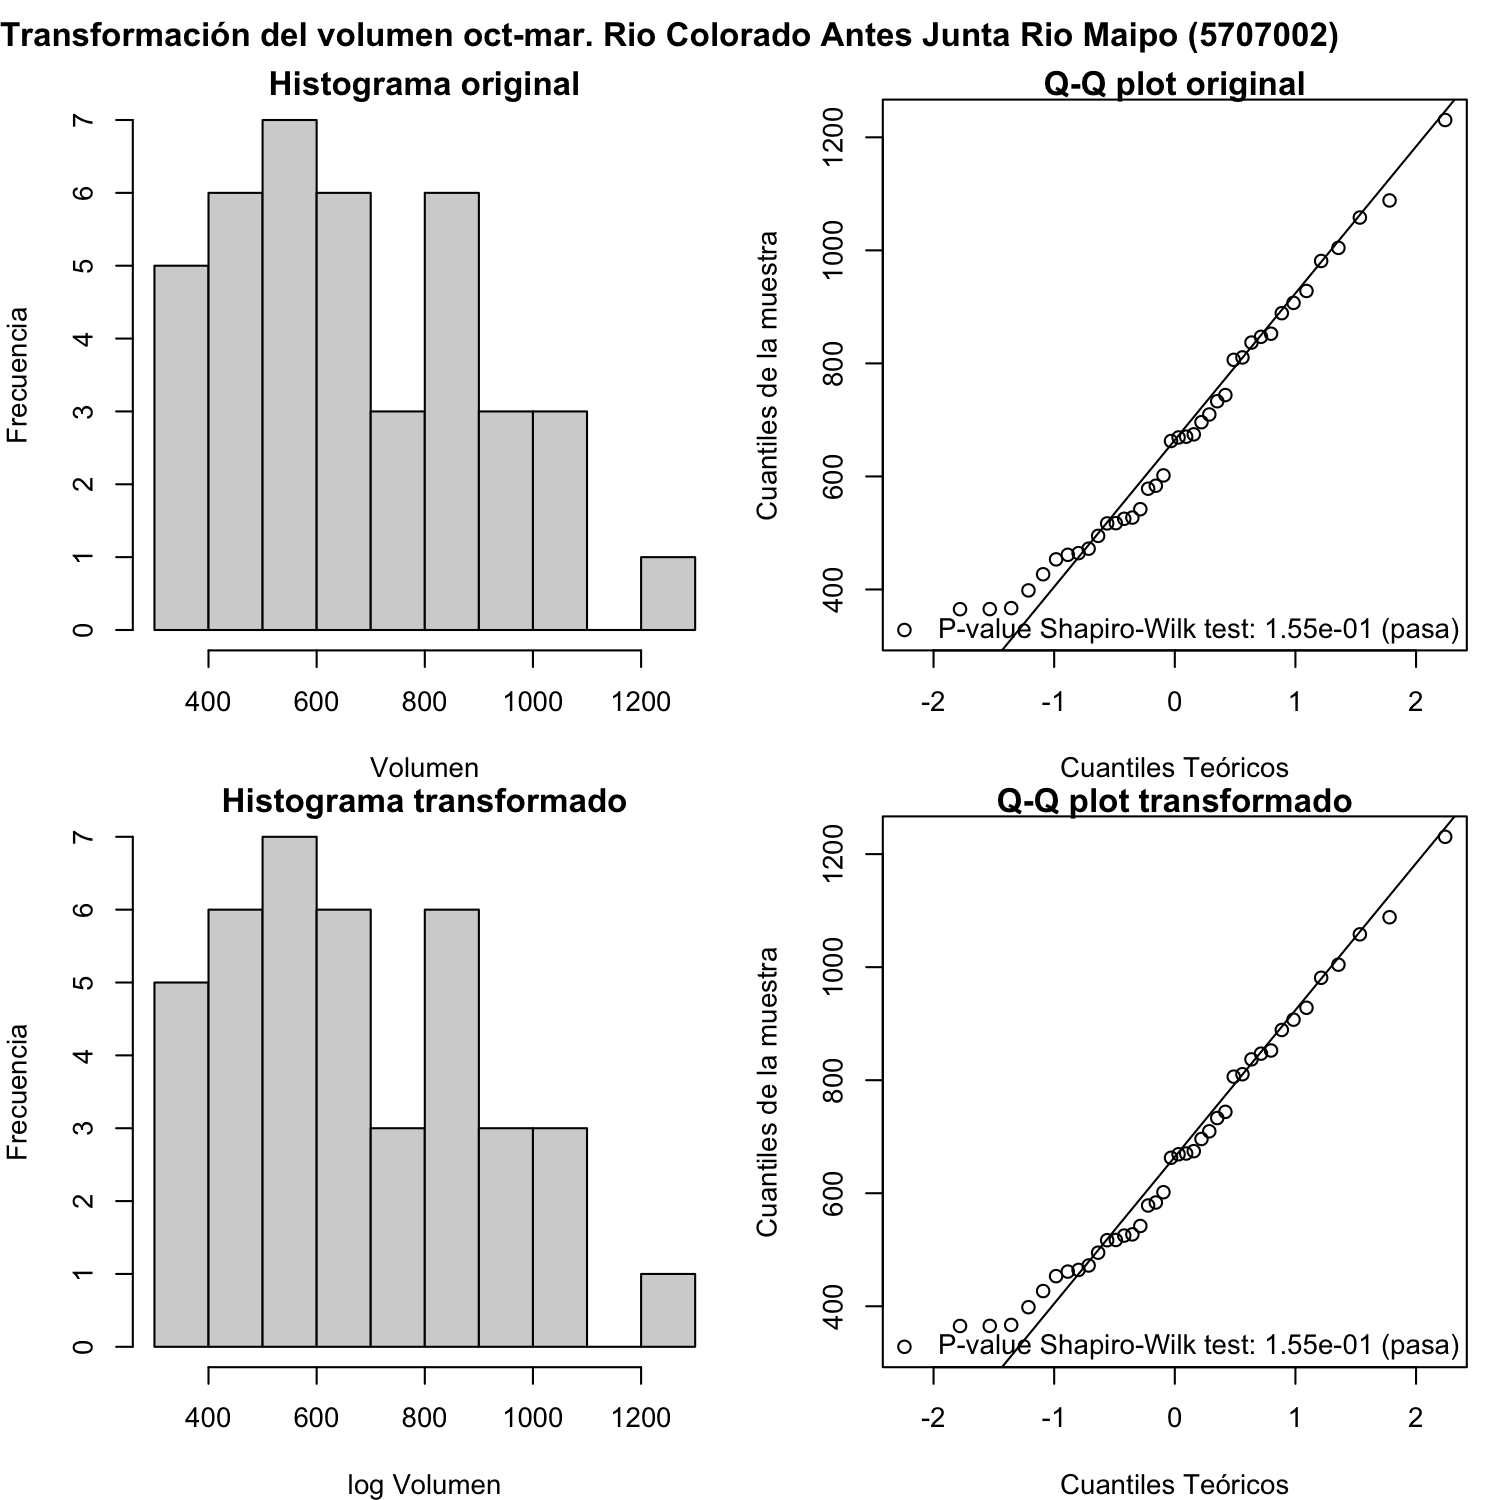 Transformación del volumen oct-mar. Rio Colorado Antes Junta Rio Maipo (5707002)
Histograma original
Frecuencia
7
6
5
4
3
2
1
0
400 600 800 1000 1200
Volumen
Q-Q plot original
Cuantiles de la muestra
1200
1000
800
600
400
P-value Shapiro-Wilk test: 1.55e-01 (pasa)
-2 -1 0 1 2
Cuantiles Teóricos
Histograma transformado
Frecuencia
7
6
5
4
3
2
1
0
400 600 800 1000 1200
log Volumen
Q-Q plot transformado
Cuantiles de la muestra
1200
1000
800
600
400
P-value Shapiro-Wilk test: 1.55e-01 (pasa)
-2 -1 0 1 2
Cuantiles Teóricos